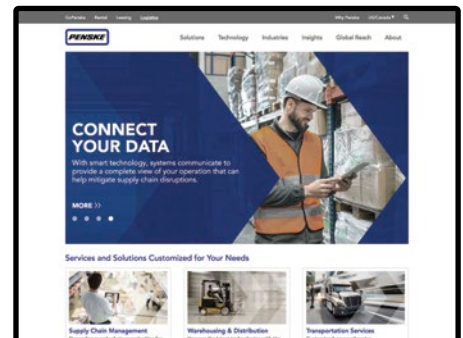 GoPenske Rental Leasing Logistics Why Penske US/Canada
PENSKE Solutions Technology Industries Insights Global Reach About
CONNECT
YOUR DATA
With smart technology, systems communicate to
provide a complete view of your operation that can
help mitigate supply chain disruptions.
MORE
Services and Solutions Customized for Your Needs
Supply Chain Management Warehousing & Distribution Transportation Services